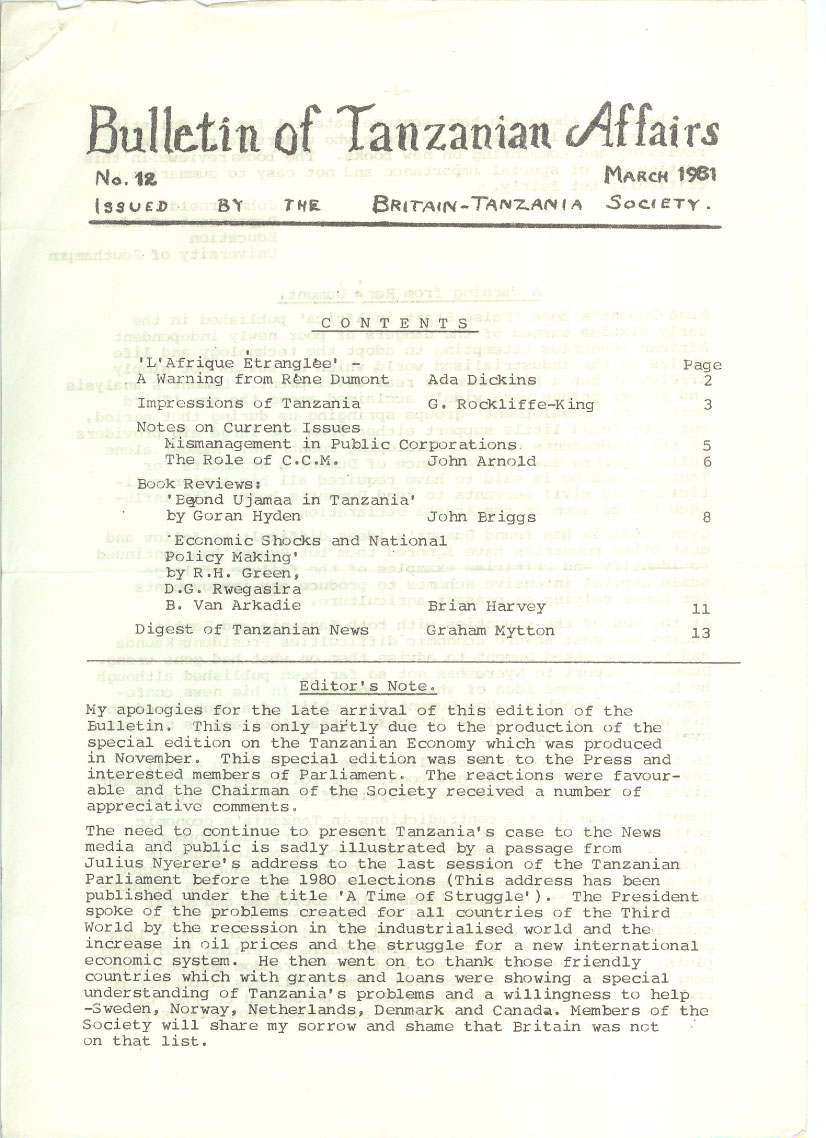 Bulletin of Tanzanian Affairs
No. 12 MARCH 1981
ISSUED BY THE BRITAIN-TANZANIA SOCIETY.
CONTENTS
'L'Afrique Étranglèe' - Page
A Warning from Rène Dumont Ada Dickins 2
Impressions of Tanzania G. Rockliffe-King 3
Notes on Current Issues
Mismanagement in Public Corporations 5
The Role of C.C.M. John Arnold 6
Book Reviews:
'Beyond Ujamaa in Tanzania'
by Goran Hyden John Briggs 8
'Economic Shocks and National
Policy Making'
by R.H. Green,
D.G. Rwegasira
B. Van Arkadie Brian Harvey 11
Digest of Tanzanian News Graham Mytton 13
Editor's Note.
My apologies for the late arrival of this edition of the
Bulletin. This is only partly due to the production of the
special edition on the Tanzanian Economy which was produced
in November. This special edition was sent to the Press and
interested members of Parliament. The reactions were favour-
able and the Chairman of the Society received a number of
appreciative comments.
The need to continue to present Tanzania's case to the News
media and public is sadly illustrated by a passage from
Julius Nyerere's address to the last session of the Tanzanian
Parliament before the 1980 elections (This address has been
published under the title 'A Time of Struggle'). The President
spoke of the problems created for all countries of the Third
World by the recession in the industrialised world and the
increase in oil prices and the struggle for a new international
economic system. He then went on to thank those friendly
countries which with grants and loans were showing a special
understanding of Tanzania's problems and a willingness to help
-Sweden, Norway, Netherlands, Denmark and Canada. Members of the
Society will share my sorrow and shame that Britain was not
on that list.